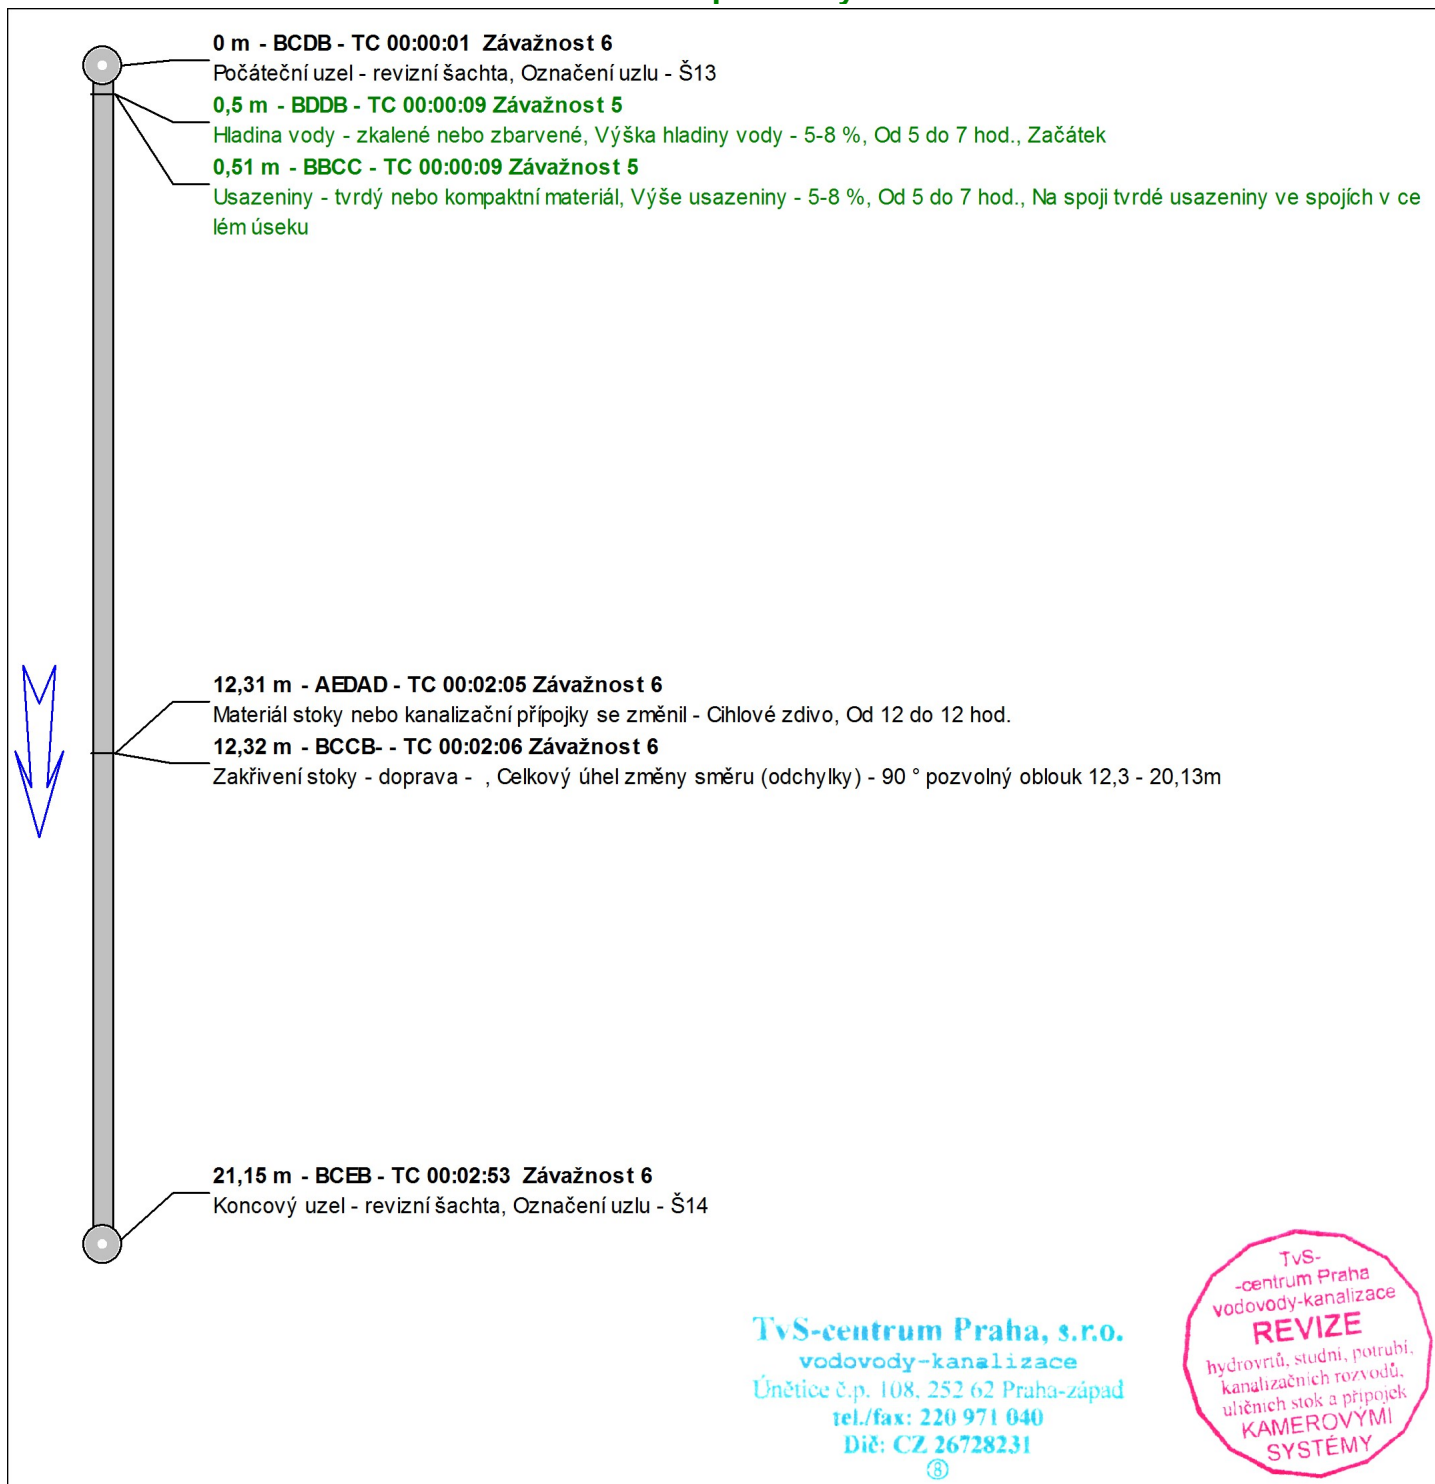 0 m - BCDB - TC 00:00:01 Závažnost 6
Počáteční uzel - revizní šachta, Označení uzlu - Š13
0,5 m - BDDB - TC 00:00:09 Závažnost 5
Hladina vody - zkalené nebo zbarvené, Výška hladiny vody - 5-8 %, Od 5 do 7 hod., Začátek
0,51 m - BBCC - TC 00:00:09 Závažnost 5
Usazeniny - tvrdý nebo kompaktní materiál, Výše usazeniny - 5-8 %, Od 5 do 7 hod., Na spoji tvrdé usazeniny ve spojích v ce
lém úseku
12,31 m - AEDAD - TC 00:02:05 Závažnost 6
Materiál stoky nebo kanalizační přípojky se změnil - Cihlové zdivo, Od 12 do 12 hod.
12,32 m - BCCB- - TC 00:02:06 Závažnost 6
Zakřivení stoky - doprava - , Celkový úhel změny směru (odchylky) - 90 ° pozvolný oblouk 12,3 - 20,13m
21,15 m - BCEB - TC 00:02:53 Závažnost 6
Koncový uzel - revizní šachta, Označení uzlu - Š14
TvS-centrum Praha, s.r.o.
vodovody-kanalizace
Únětice č.p. 108, 252 62 Praha-západ
tel./fax: 220 971 040
Dič: CZ 26728231
⑧
TvS-
-centrum Praha
vodovody-kanalizace
REVIZE
hydrovrtů, studní, potrubí,
kanalizačních rozvodů,
uličních stok a přípojek
KAMEROVÝMI
SYSTÉMY